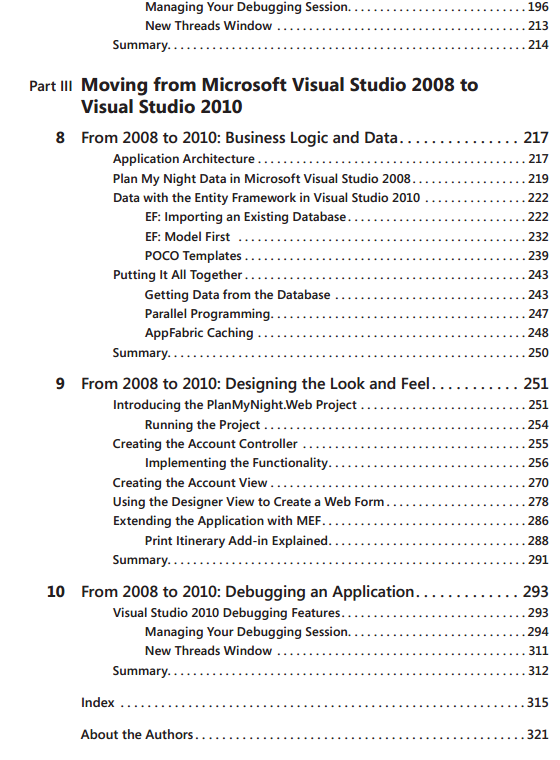 Managing Your Debugging Session. . . . . . . . . . . . . . . . . . . . . . . . . . . . 196
New Threads Window . . . . . . . . . . . . . . . . . . . . . . . . . . . . . . . . . . . . . . . 213
Summary. . . . . . . . . . . . . . . . . . . . . . . . . . . . . . . . . . . . . . . . . . . . . . . . . . . . . . . . 214
Part III Moving from Microsoft Visual Studio 2008 to
Visual Studio 2010
8 From 2008 to 2010: Business Logic and Data. . . . . . . . . . . . . . . 217
Application Architecture . . . . . . . . . . . . . . . . . . . . . . . . . . . . . . . . . . . . . . . . . . 217
Plan My Night Data in Microsoft Visual Studio 2008. . . . . . . . . . . . . . . . . . 219
Data with the Entity Framework in Visual Studio 2010 . . . . . . . . . . . . . . . . 222
EF: Importing an Existing Database. . . . . . . . . . . . . . . . . . . . . . . . . . . . 222
EF: Model First . . . . . . . . . . . . . . . . . . . . . . . . . . . . . . . . . . . . . . . . . . . . . 232
POCO Templates . . . . . . . . . . . . . . . . . . . . . . . . . . . . . . . . . . . . . . . . . . . . 239
Putting It All Together . . . . . . . . . . . . . . . . . . . . . . . . . . . . . . . . . . . . . . . . . . . . 243
Getting Data from the Database . . . . . . . . . . . . . . . . . . . . . . . . . . . . . . 243
Parallel Programming. . . . . . . . . . . . . . . . . . . . . . . . . . . . . . . . . . . . . . . . 247
AppFabric Caching . . . . . . . . . . . . . . . . . . . . . . . . . . . . . . . . . . . . . . . . . . 248
Summary. . . . . . . . . . . . . . . . . . . . . . . . . . . . . . . . . . . . . . . . . . . . . . . . . . . . . . . . 250
9 From 2008 to 2010: Designing the Look and Feel. . . . . . . . . . . 251
Introducing the PlanMyNight.Web Project . . . . . . . . . . . . . . . . . . . . . . . . . . 251
Running the Project . . . . . . . . . . . . . . . . . . . . . . . . . . . . . . . . . . . . . . . . . 254
Creating the Account Controller . . . . . . . . . . . . . . . . . . . . . . . . . . . . . . . . . . . 255
Implementing the Functionality. . . . . . . . . . . . . . . . . . . . . . . . . . . . . . . 256
Creating the Account View . . . . . . . . . . . . . . . . . . . . . . . . . . . . . . . . . . . . . . . . 270
Using the Designer View to Create a Web Form . . . . . . . . . . . . . . . . . . . . . . 278
Extending the Application with MEF. . . . . . . . . . . . . . . . . . . . . . . . . . . . . . . . 286
Print Itinerary Add-in Explained. . . . . . . . . . . . . . . . . . . . . . . . . . . . . . . 288
Summary. . . . . . . . . . . . . . . . . . . . . . . . . . . . . . . . . . . . . . . . . . . . . . . . . . . . . . . . 291
10 From 2008 to 2010: Debugging an Application. . . . . . . . . . . . . 293
Visual Studio 2010 Debugging Features. . . . . . . . . . . . . . . . . . . . . . . . . . . . . 293
Managing Your Debugging Session. . . . . . . . . . . . . . . . . . . . . . . . . . . . 294
New Threads Window . . . . . . . . . . . . . . . . . . . . . . . . . . . . . . . . . . . . . . . 311
Summary. . . . . . . . . . . . . . . . . . . . . . . . . . . . . . . . . . . . . . . . . . . . . . . . . . . . . . . . 312
Index . . . . . . . . . . . . . . . . . . . . . . . . . . . . . . . . . . . . . . . . . . . . . . . . . . . . . . . . . . . . . . . 315
About the Authors. . . . . . . . . . . . . . . . . . . . . . . . . . . . . . . . . . . . . . . . . . . . . . . . . . . . 321